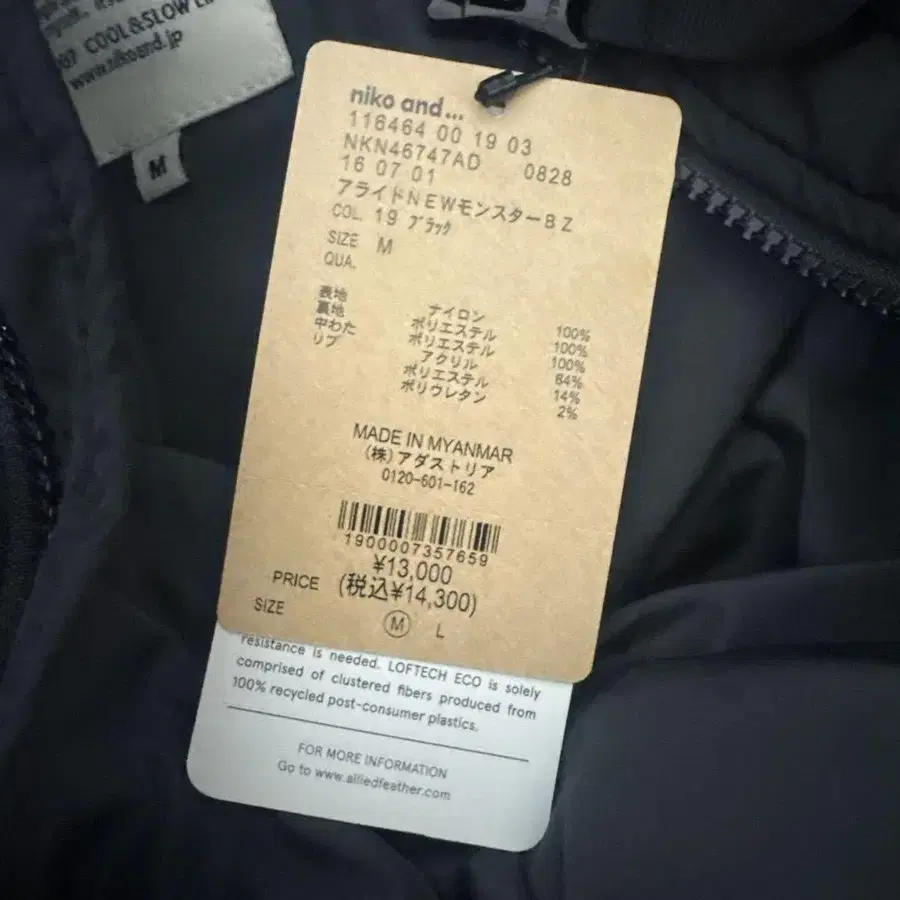 07 COOL&SLOW
www.nikoand.jp
M
niko and...
116464 00 19 03
NKN46747AD 0828
16 07 01
アライドNEWモンスターBZ
COL. 19 ブラック
SIZE M
QUA.
表地 ナイロン 100%
裏地 ポリエステル 100%
中わた ポリエステル 100%
リブ アクリル 84%
ポリエステル 14%
ポリウレタン 2%
MADE IN MYANMAR
(株)アダストリア
0120-601-162
1900007357659
¥13,000
PRICE (税込¥14,300)
SIZE M L
resistance is needed. LOFTECH ECO is solely
comprised of clustered fibers produced from
100% recycled post-consumer plastics.
FOR MORE INFORMATION
Go to www.alliedfeather.com